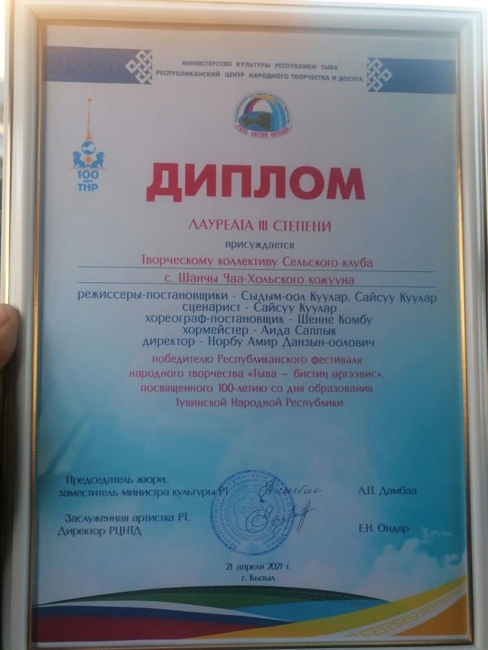 МИНИСТЕРСТВО КУЛЬТУРЫ РЕСПУБЛИКИ ТЫВА
РЕСПУБЛИКАНСКИЙ ЦЕНТР НАРОДНОГО ТВОРЧЕСТВА И ДОСУГА
100
ТНР
ДИПЛОМ
ЛАУРЕАТА III СТЕПЕНИ
присуждается
Творческому коллективу Сельского клуба
с. Шанчы Чаа-Хольского кожууна
режиссеры-постановщики - Сыдым-оол Куулар, Сайсуу Куулар
сценарист - Сайсуу Куулар
хореограф-постановщик - Шенне Комбу
хормейстер - Аида Саппык
директор - Норбу Амир Данзын-оолович
победителю Республиканского фестиваля
народного творчества «Тыва – бистиң өргээвис»,
посвященного 100-летию со дня образования
Тувинской Народной Республики
Председатель жюри,
заместитель министра культуры РТ
Л.П. Дамбаа
Заслуженная артистка РТ,
Директор РЦНТД
Е.Н. Ондар
21 апреля 2021 г.
г. Кызыл